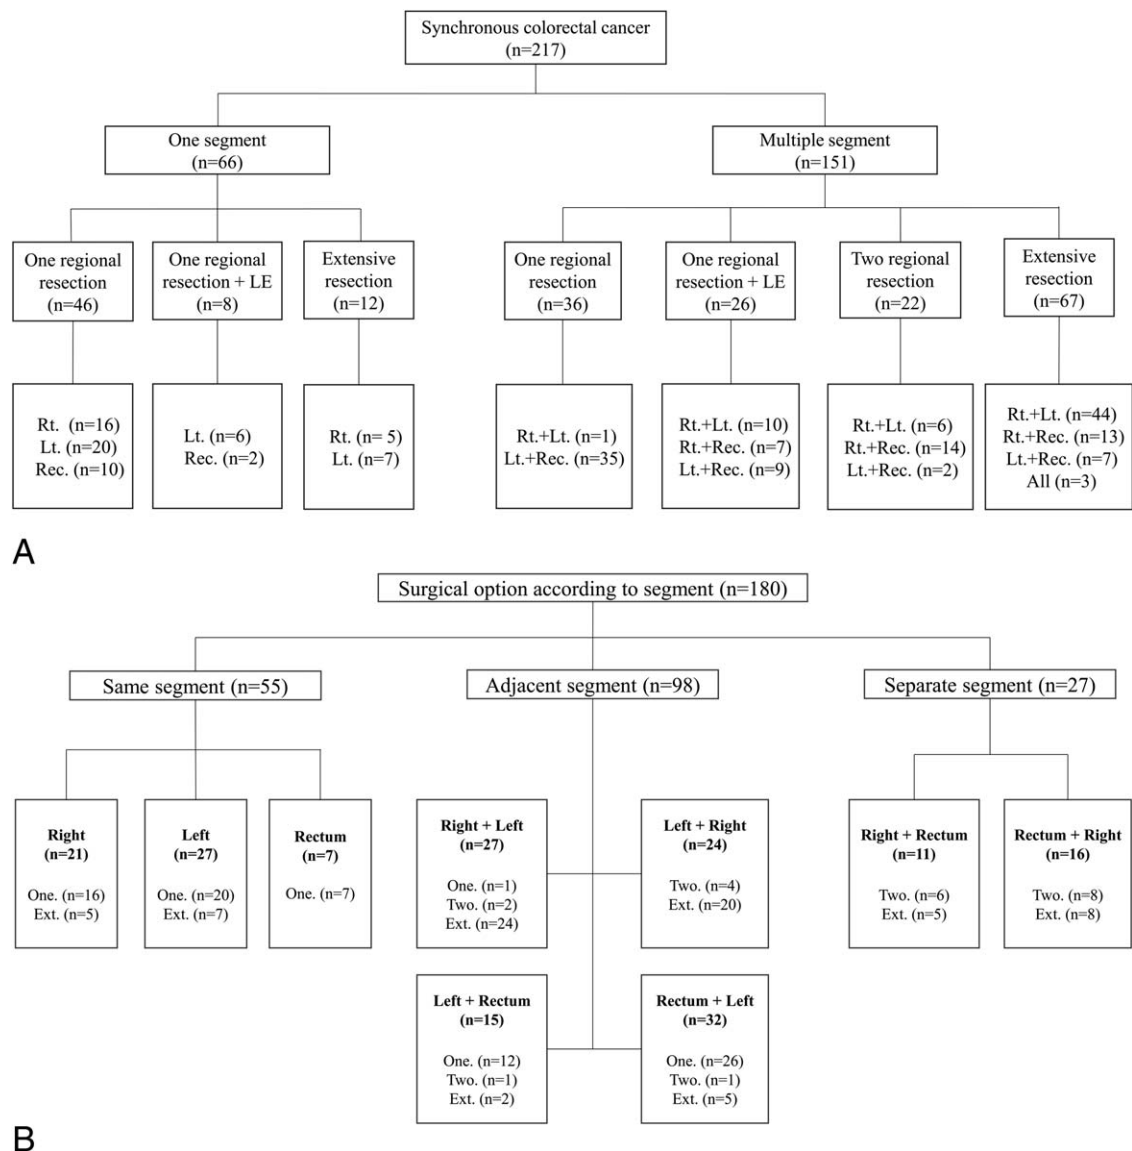 Synchronous colorectal cancer
(n=217)
One segment
(n=66)
Multiple segment
(n=151)
One regional
resection
(n=46)
One regional
resection + LE
(n=8)
Extensive
resection
(n=12)
One regional
resection
(n=36)
One regional
resection + LE
(n=26)
Two regional
resection
(n=22)
Extensive
resection
(n=67)
Rt. (n=16)
Lt. (n=20)
Rec. (n=10)
Lt. (n=6)
Rec. (n=2)
Rt. (n= 5)
Lt. (n=7)
Rt.+Lt. (n=1)
Lt.+Rec. (n=35)
Rt.+Lt. (n=10)
Rt.+Rec. (n=7)
Lt.+Rec. (n=9)
Rt.+Lt. (n=6)
Rt.+Rec. (n=14)
Lt.+Rec. (n=2)
Rt.+Lt. (n=44)
Rt.+Rec. (n=13)
Lt.+Rec. (n=7)
All (n=3)
A
Surgical option according to segment (n=180)
Same segment (n=55)
Adjacent segment (n=98)
Separate segment (n=27)
Right
(n=21)
One. (n=16)
Ext. (n=5)
Left
(n=27)
One. (n=20)
Ext. (n=7)
Rectum
(n=7)
One. (n=7)
Right + Left
(n=27)
One. (n=1)
Two. (n=2)
Ext. (n=24)
Left + Right
(n=24)
Two. (n=4)
Ext. (n=20)
Right + Rectum
(n=11)
Two. (n=6)
Ext. (n=5)
Rectum + Right
(n=16)
Two. (n=8)
Ext. (n=8)
Left + Rectum
(n=15)
One. (n=12)
Two. (n=1)
Ext. (n=2)
Rectum + Left
(n=32)
One. (n=26)
Two. (n=1)
Ext. (n=5)
B